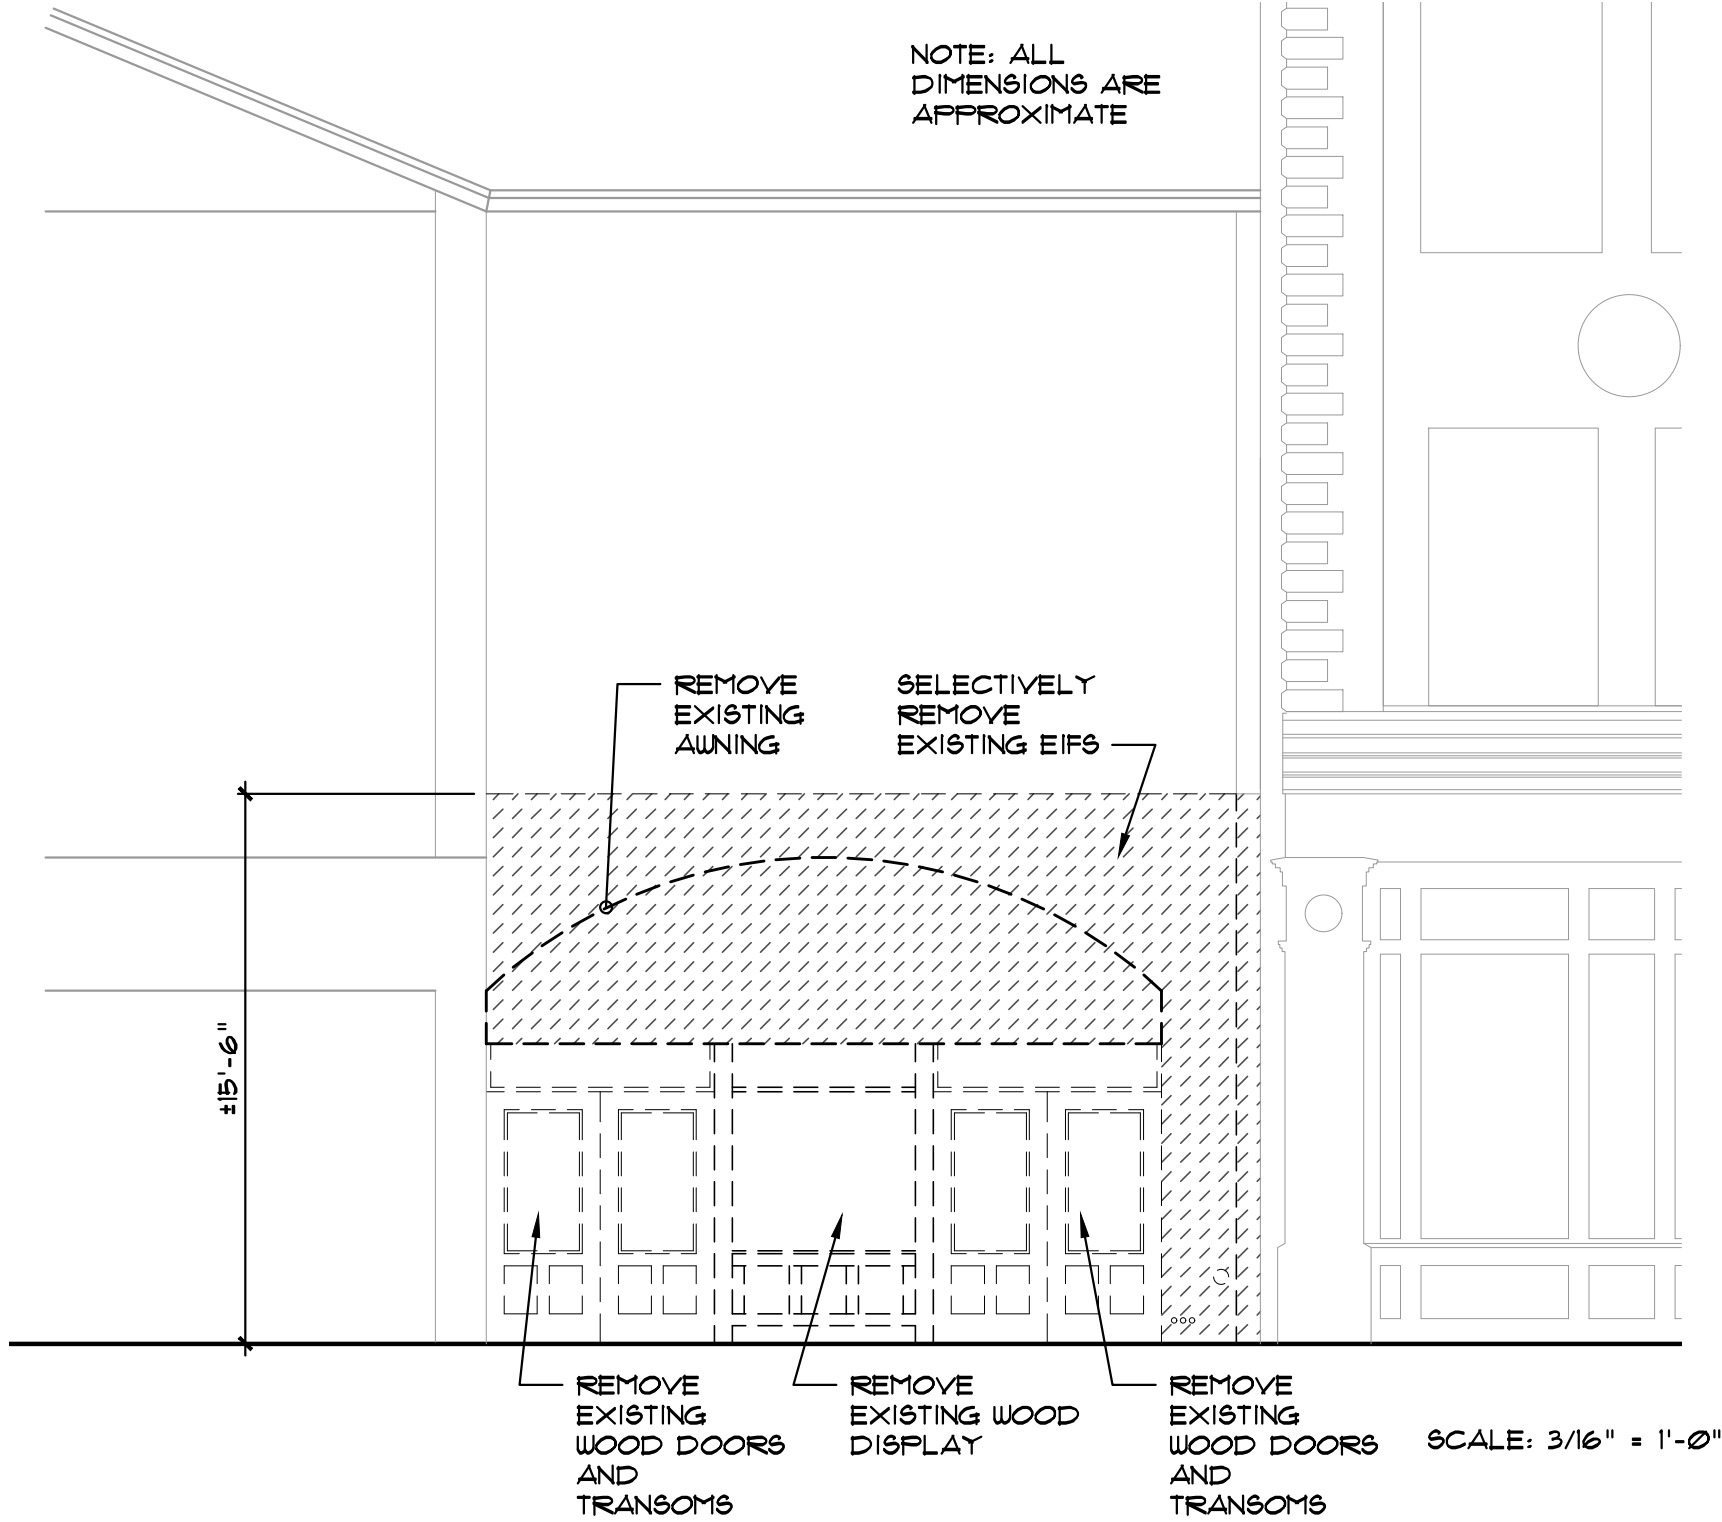 NOTE: ALL
DIMENSIONS ARE
APPROXIMATE
REMOVE
EXISTING
AWNING
SELECTIVELY
REMOVE
EXISTING EIFS
±15'-6"
REMOVE
EXISTING
WOOD DOORS
AND
TRANSOMS
REMOVE
EXISTING WOOD
DISPLAY
REMOVE
EXISTING
WOOD DOORS
AND
TRANSOMS
SCALE: 3/16" = 1'-0"